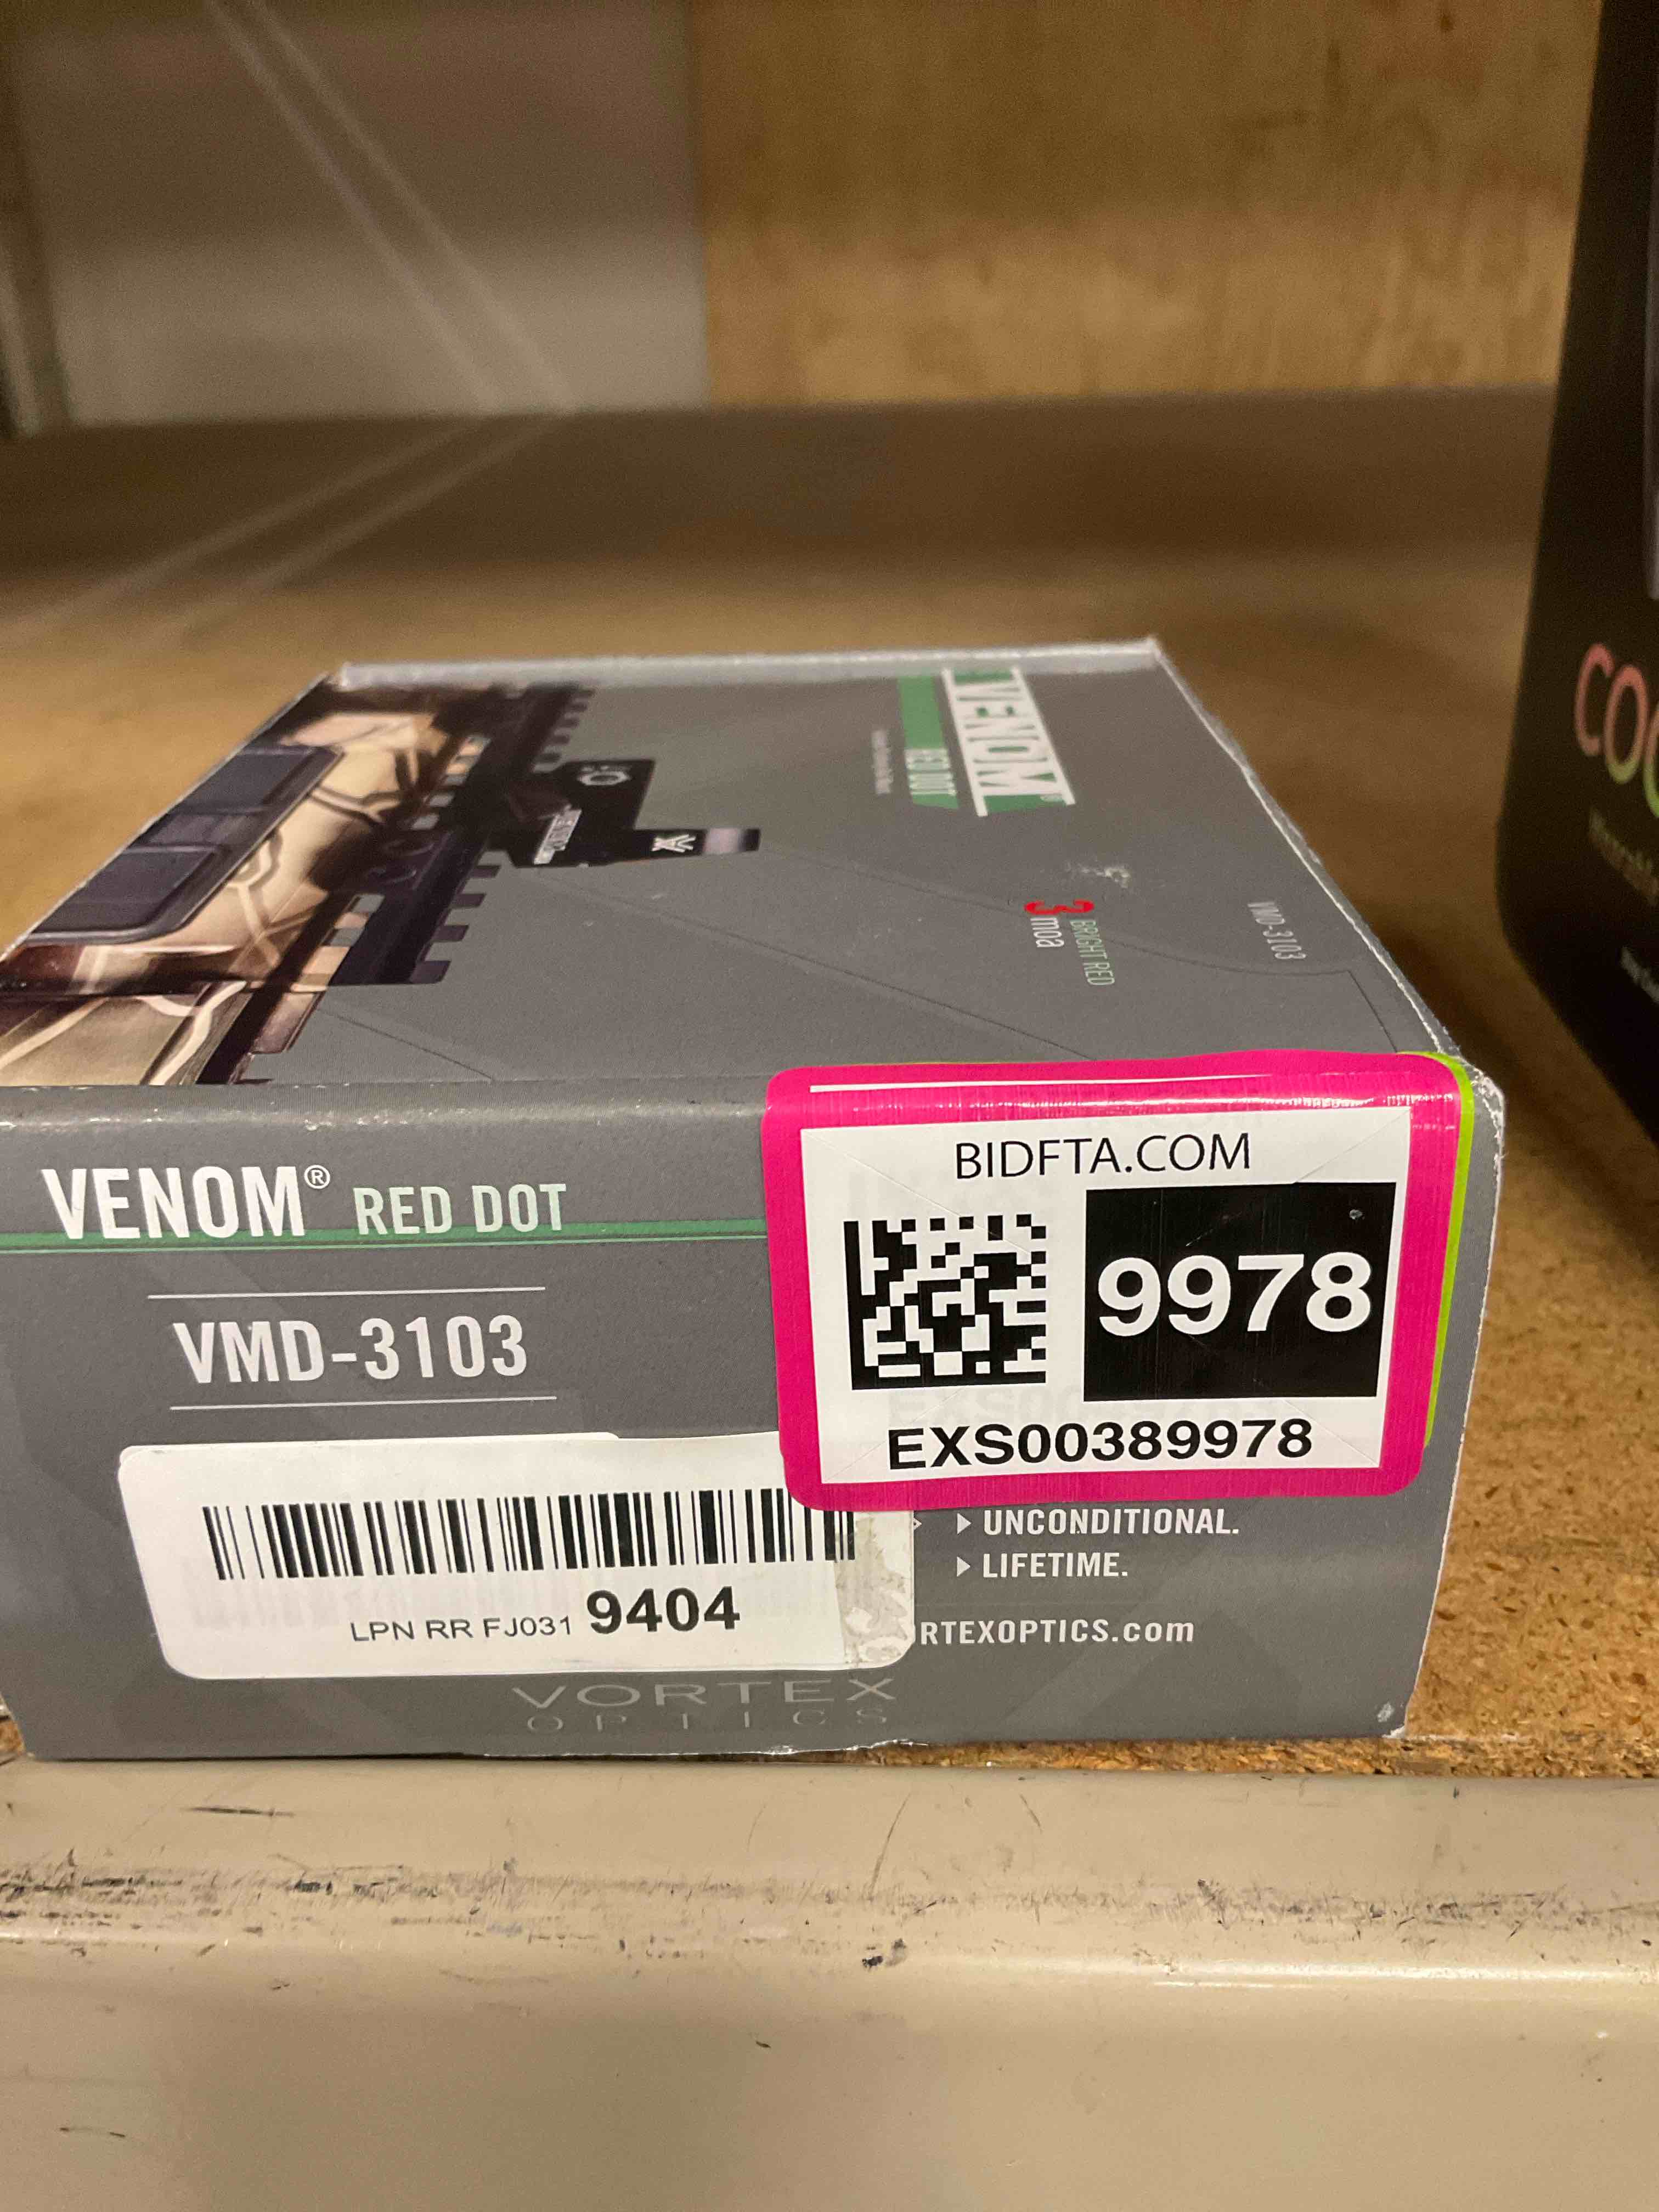 VENOM
RED DOT
3 BRIGHT RED
moa
VMD-3103
VENOM® RED DOT
VMD-3103
BIDFTA.COM
9978
EXS00389978
LPN RR FJ031 9404
UNCONDITIONAL.
LIFETIME.
RTEXOPTICS.com
VORTEX
OPTICS